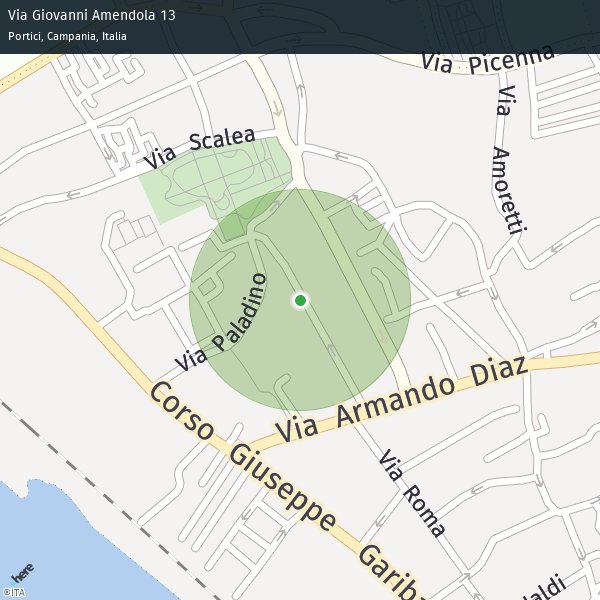 Via Giovanni Amendola 13
Portici, Campania, Italia
Via Picenna
Via Amoretti
Via Scalea
Via Paladino
Via Armando Diaz
Corso Giuseppe Gariba
Via Roma
aldi
here
©ITA